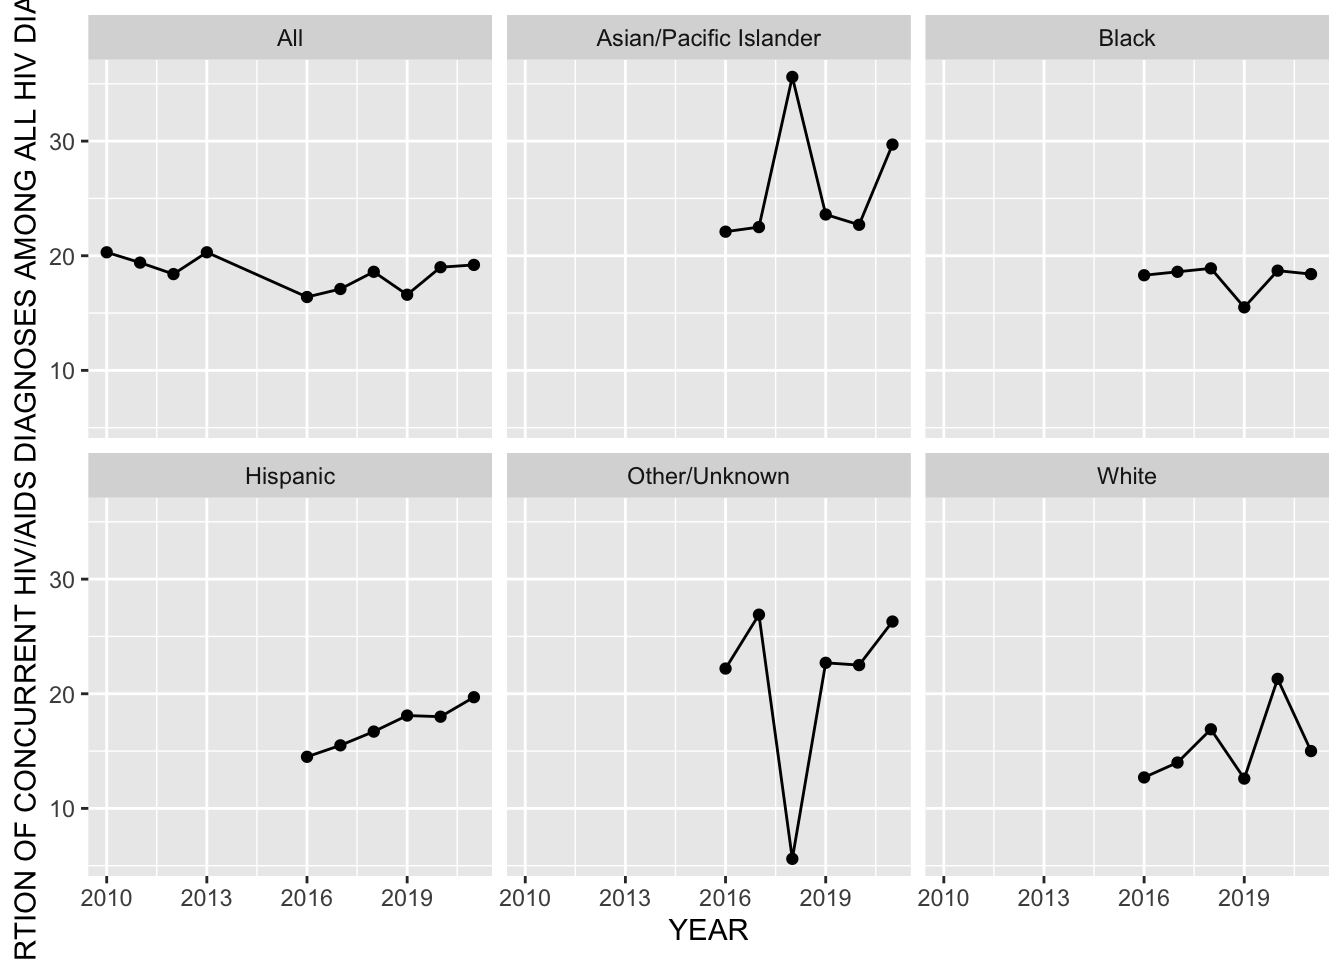 All
Asian/Pacific Islander
Black
30
20
10
Hispanic
Other/Unknown
White
30
20
10
2010 2013 2016 2019 2010 2013 2016 2019 2010 2013 2016 2019
YEAR
RTION OF CONCURRENT HIV/AIDS DIAGNOSES AMONG ALL HIV DIA